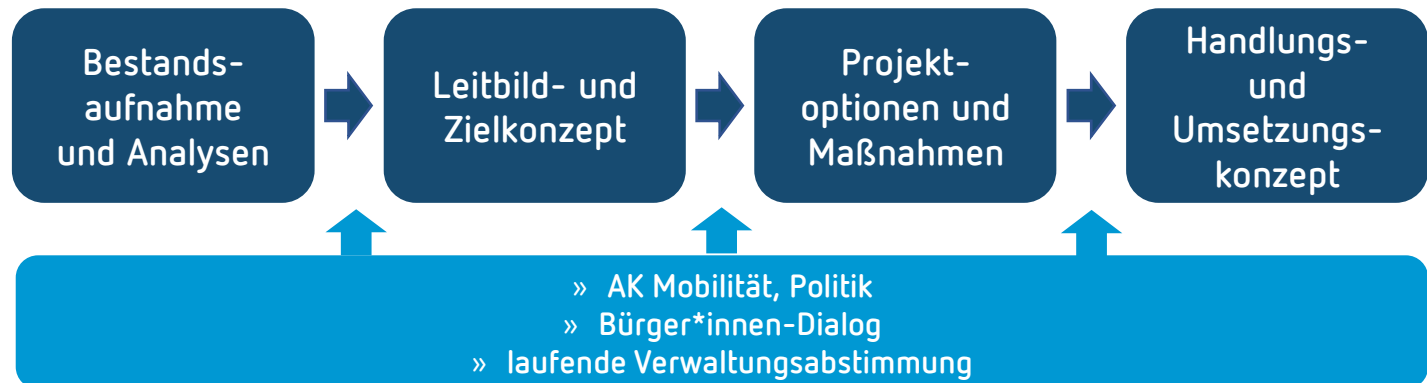 Bestands-
aufnahme
und Analysen
Leitbild- und
Zielkonzept
Projekt-
optionen und
Maßnahmen
Handlungs-
und
Umsetzungs-
konzept
» AK Mobilität, Politik
» Bürger*innen-Dialog
» laufende Verwaltungsabstimmung